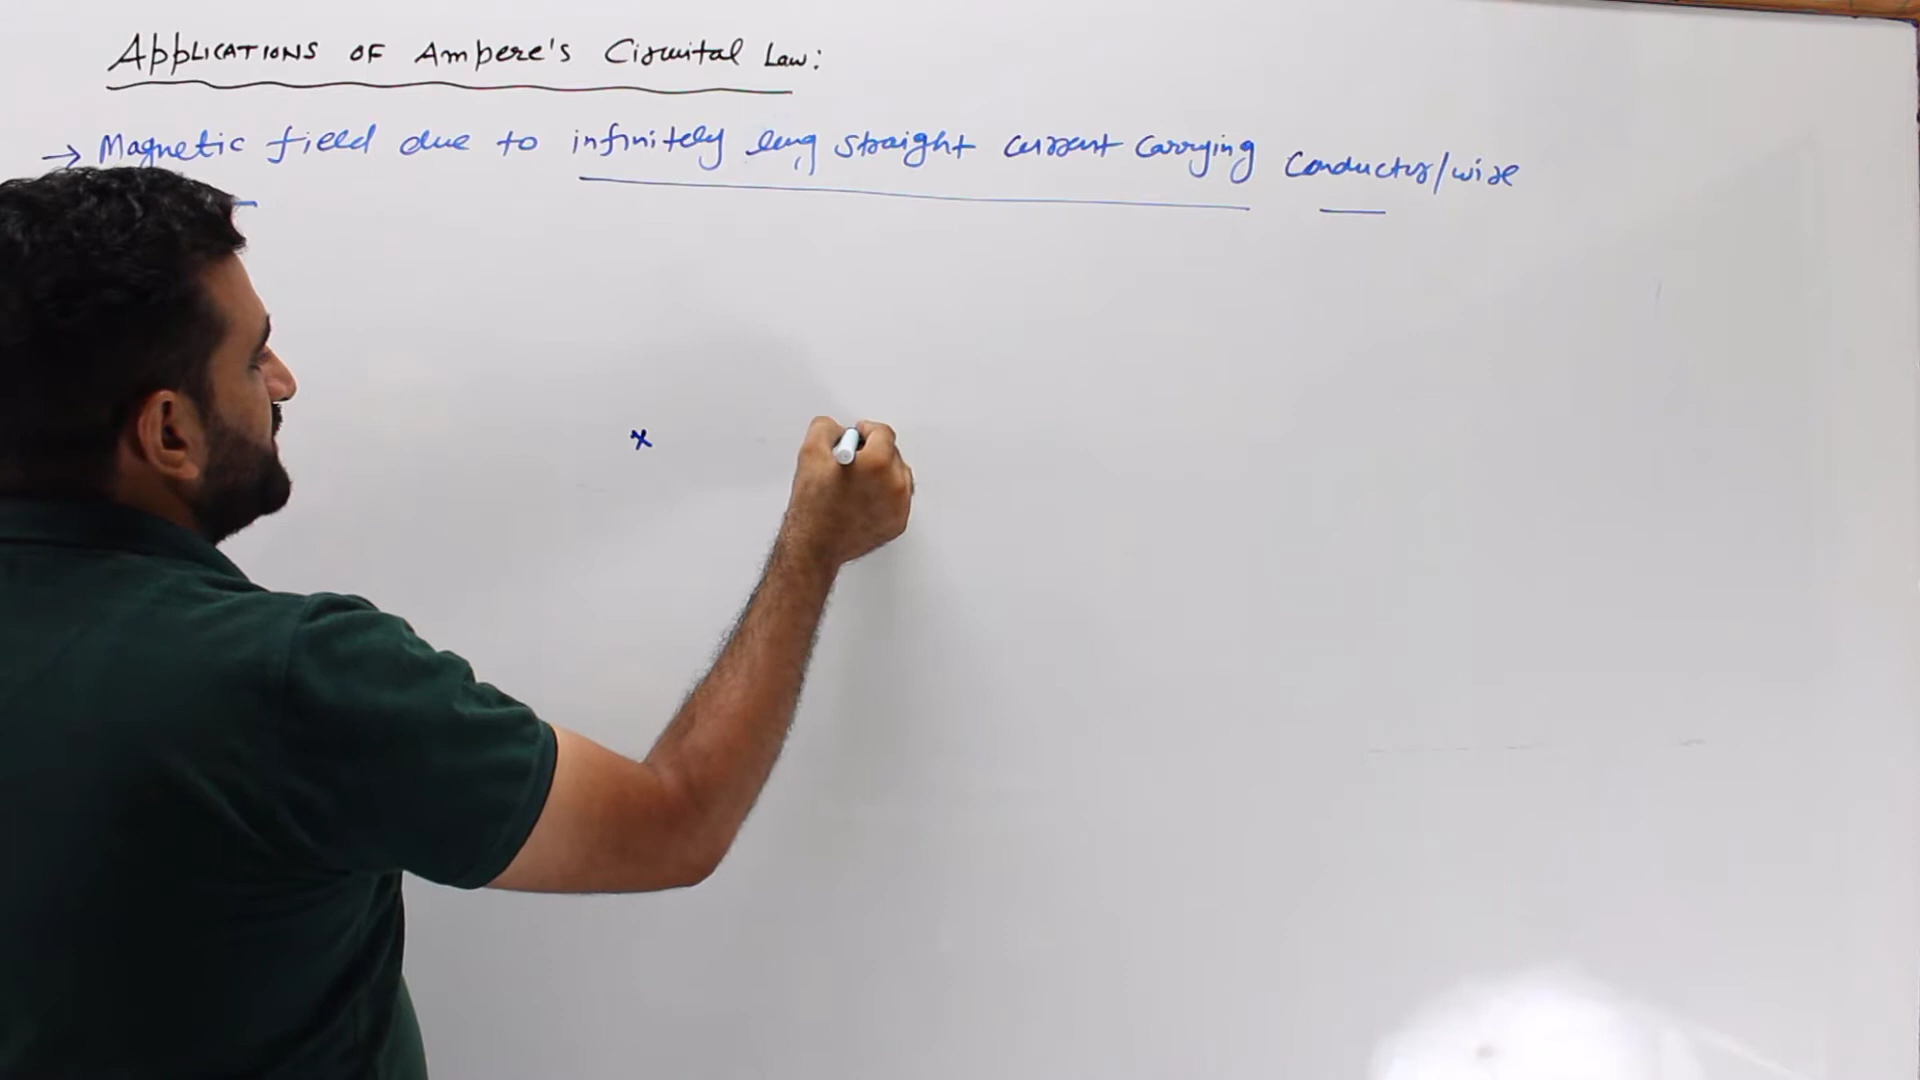 Applications of Ampere's Circuital Law:
→ Magnetic field due to infinitely long straight current carrying conductor/wire
x